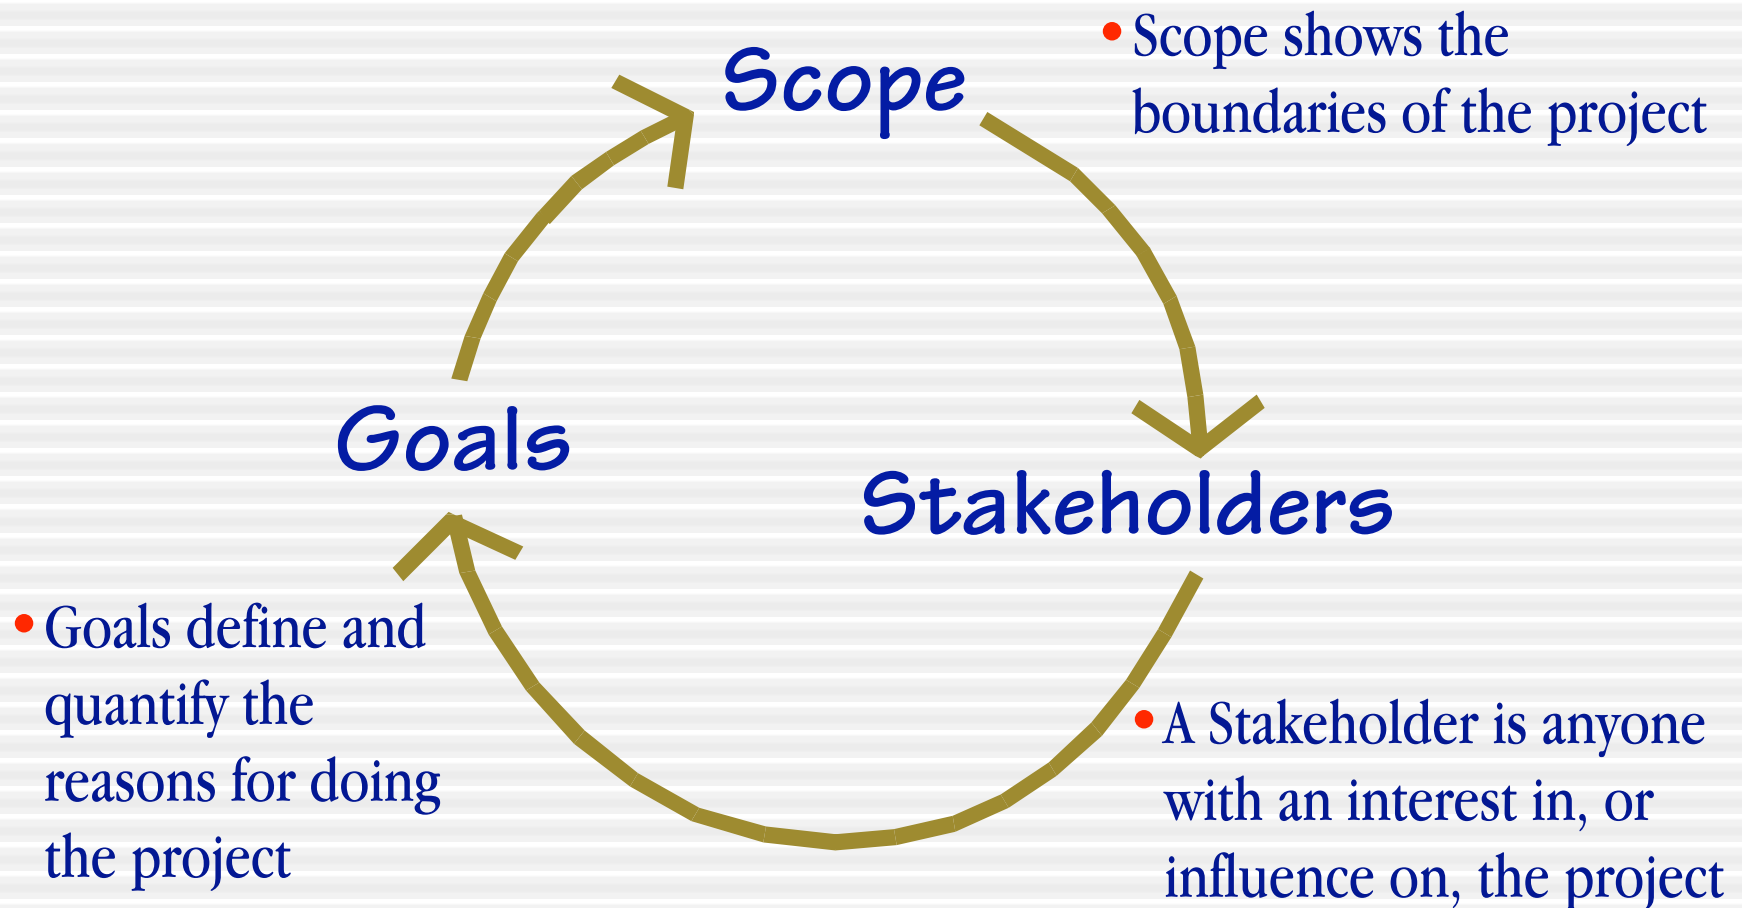 Scope
• Scope shows the
boundaries of the project
Goals
Stakeholders
• Goals define and
quantify the
reasons for doing
the project
• A Stakeholder is anyone
with an interest in, or
influence on, the project